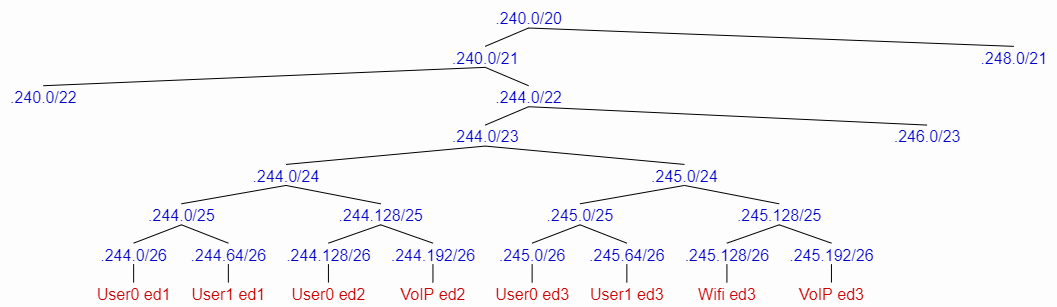 .240.0/20
.240.0/21 .248.0/21
.240.0/22 .244.0/22
.244.0/23 .246.0/23
.244.0/24 .245.0/24
.244.0/25 .244.128/25 .245.0/25 .245.128/25
.244.0/26 .244.64/26 .244.128/26 .244.192/26 .245.0/26 .245.64/26 .245.128/26 .245.192/26
User0 ed1 User1 ed1 User0 ed2 VoIP ed2 User0 ed3 User1 ed3 Wifi ed3 VoIP ed3